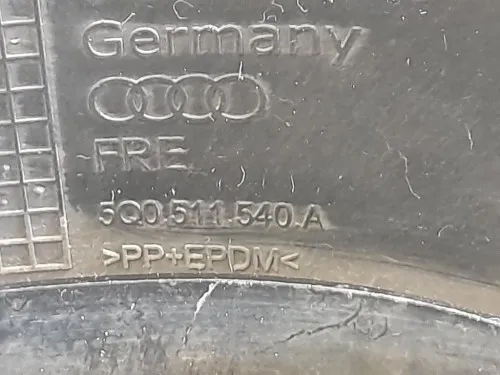 Germany
FRE
5Q0.511.540.A
>PP+EPDM<